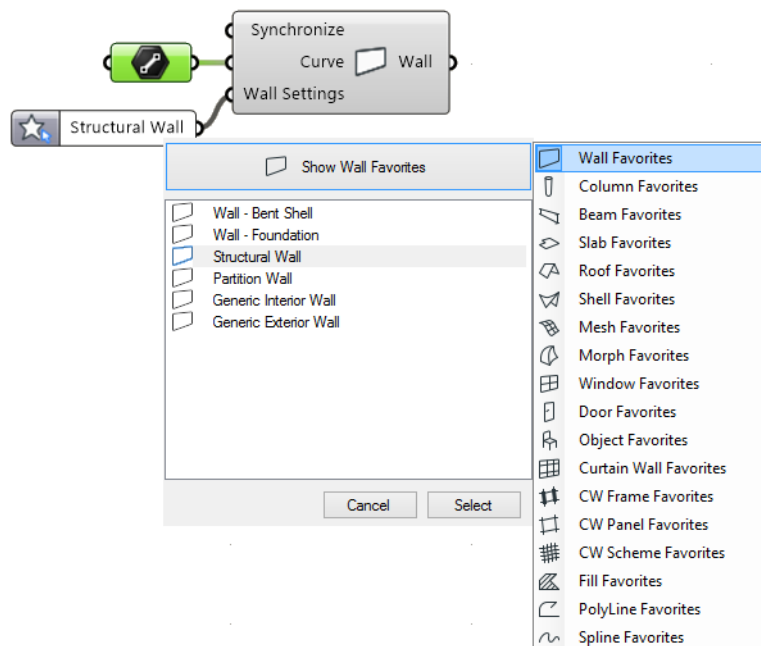 Synchronize
Curve Wall
Wall Settings
Structural Wall
Show Wall Favorites
Wall - Bent Shell
Wall - Foundation
Structural Wall
Partition Wall
Generic Interior Wall
Generic Exterior Wall
Cancel Select
Wall Favorites
Column Favorites
Beam Favorites
Slab Favorites
Roof Favorites
Shell Favorites
Mesh Favorites
Morph Favorites
Window Favorites
Door Favorites
Object Favorites
Curtain Wall Favorites
CW Frame Favorites
CW Panel Favorites
CW Scheme Favorites
Fill Favorites
PolyLine Favorites
Spline Favorites